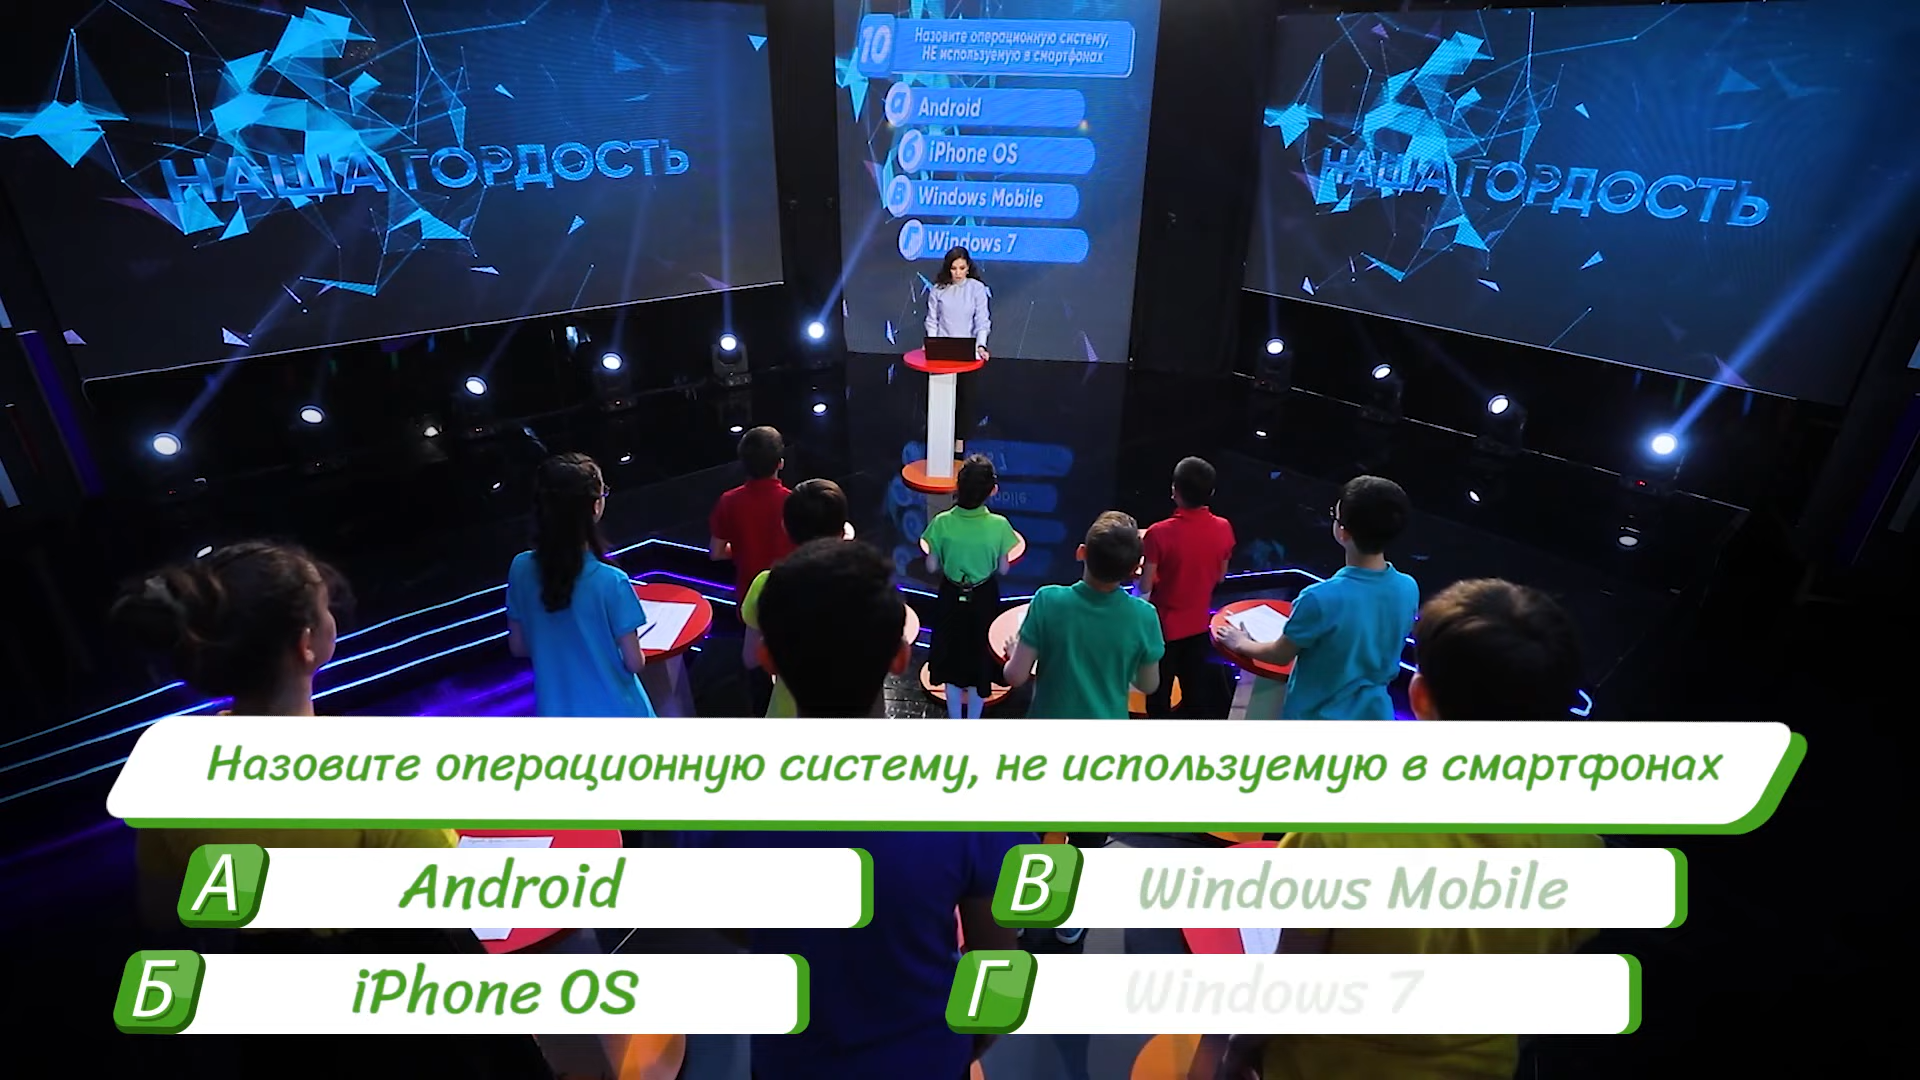 НАША ГОРДОСТЬ
10
Назовите операционную систему,
НЕ используемую в смартфонах
а Android
б iPhone OS
в Windows Mobile
г Windows 7
НАША ГОРДОСТЬ
Назовите операционную систему, не используемую в смартфонах
А Android
В Windows Mobile
Б iPhone OS
Г Windows 7